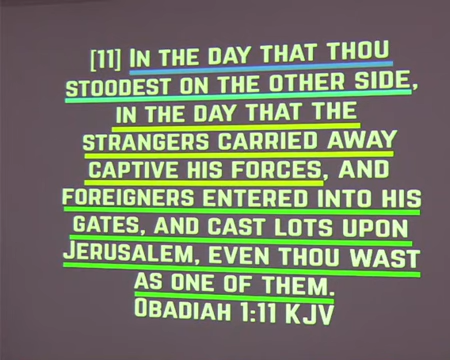 [11] In the day that thou
stoodest on the other side,
in the day that the
strangers carried away
captive his forces, and
foreigners entered into his
gates, and cast lots upon
Jerusalem, even thou wast
as one of them.
Obadiah 1:11 KJV